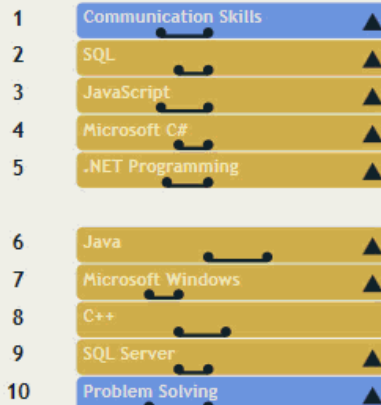 1 Communication Skills
2 SQL
3 JavaScript
4 Microsoft C#
5 .NET Programming
6 Java
7 Microsoft Windows
8 C++
9 SQL Server
10 Problem Solving